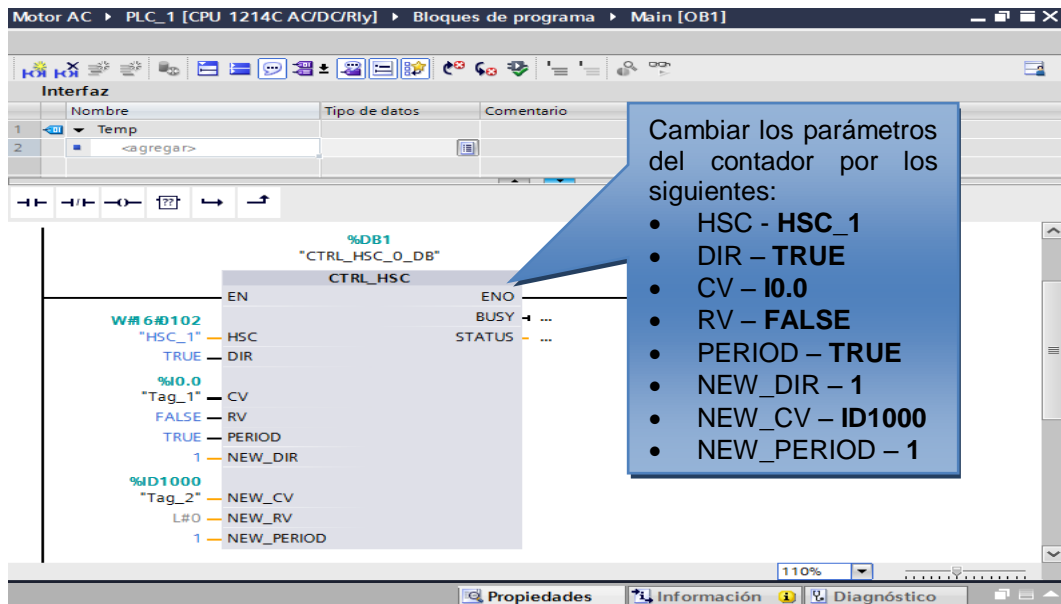 Motor AC ▸ PLC_1 [CPU 1214C AC/DC/Rly] ▸ Bloques de programa ▸ Main [OB1]
Interfaz
Nombre Tipo de datos Comentario
1 Temp
2 <agregar>
Cambiar los parámetros
del contador por los
siguientes:
• HSC - HSC_1
• DIR – TRUE
• CV – I0.0
• RV – FALSE
• PERIOD – TRUE
• NEW_DIR – 1
• NEW_CV – ID1000
• NEW_PERIOD – 1
??
%DB1
"CTRL_HSC_0_DB"
CTRL_HSC
EN ENO
BUSY ...
W#16#0102
"HSC_1" HSC STATUS ...
TRUE DIR
%I0.0
"Tag_1" CV
FALSE RV
TRUE PERIOD
1 NEW_DIR
%ID1000
"Tag_2" NEW_CV
L#0 NEW_RV
1 NEW_PERIOD
110%
Propiedades Información Diagnóstico